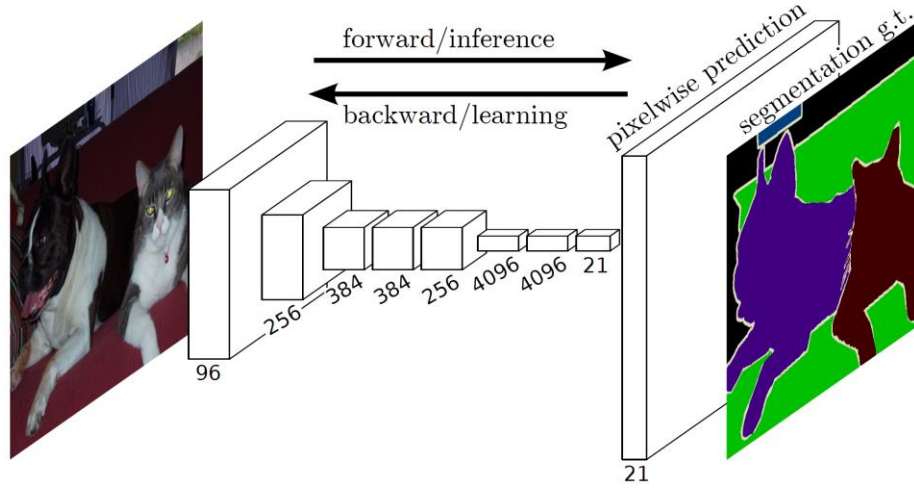 forward/inference
backward/learning
pixelwise prediction
segmentation g.t.
96
256
384
384
256
4096
4096
21
21